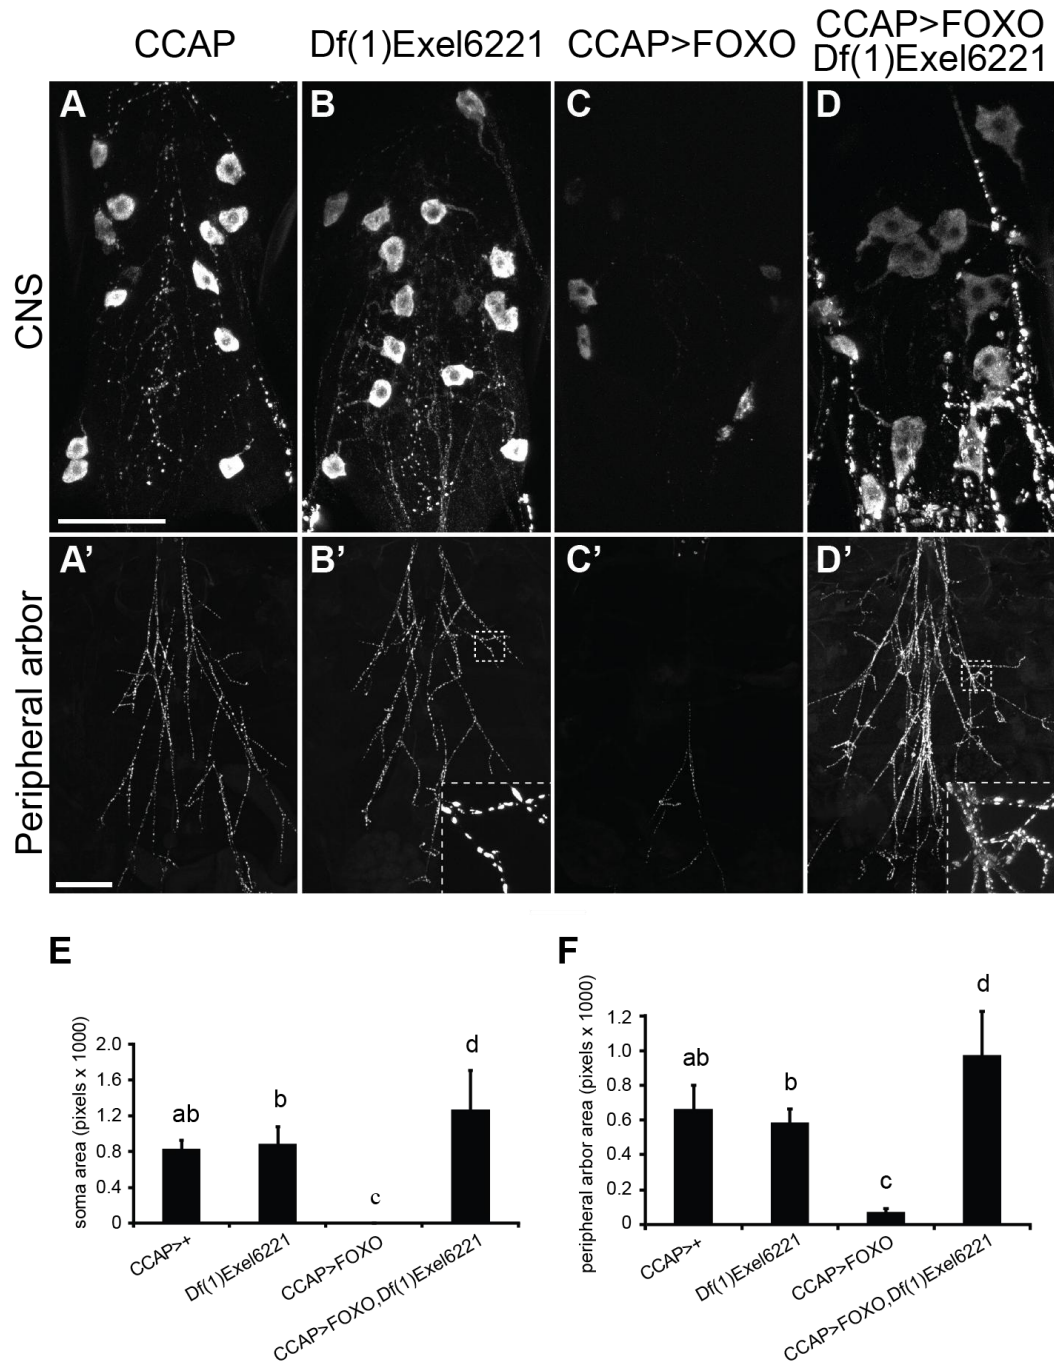 CCAP
Df(1)Exel6221
CCAP>FOXO
CCAP>FOXO
Df(1)Exel6221
CNS
A
B
C
D
Peripheral arbor
A'
B'
C'
D'
E
soma area (pixels x 1000)
2.0
1.6
1.2
0.8
0.4
0
ab
b
c
d
CCAP>+
Df(1)Exel6221
CCAP>FOXO
CCAP>FOXO,Df(1)Exel6221
F
peripheral arbor area (pixels x 1000)
1.2
1.0
0.8
0.6
0.4
0.2
0
ab
b
c
d
CCAP>+
Df(1)Exel6221
CCAP>FOXO
CCAP>FOXO,Df(1)Exel6221